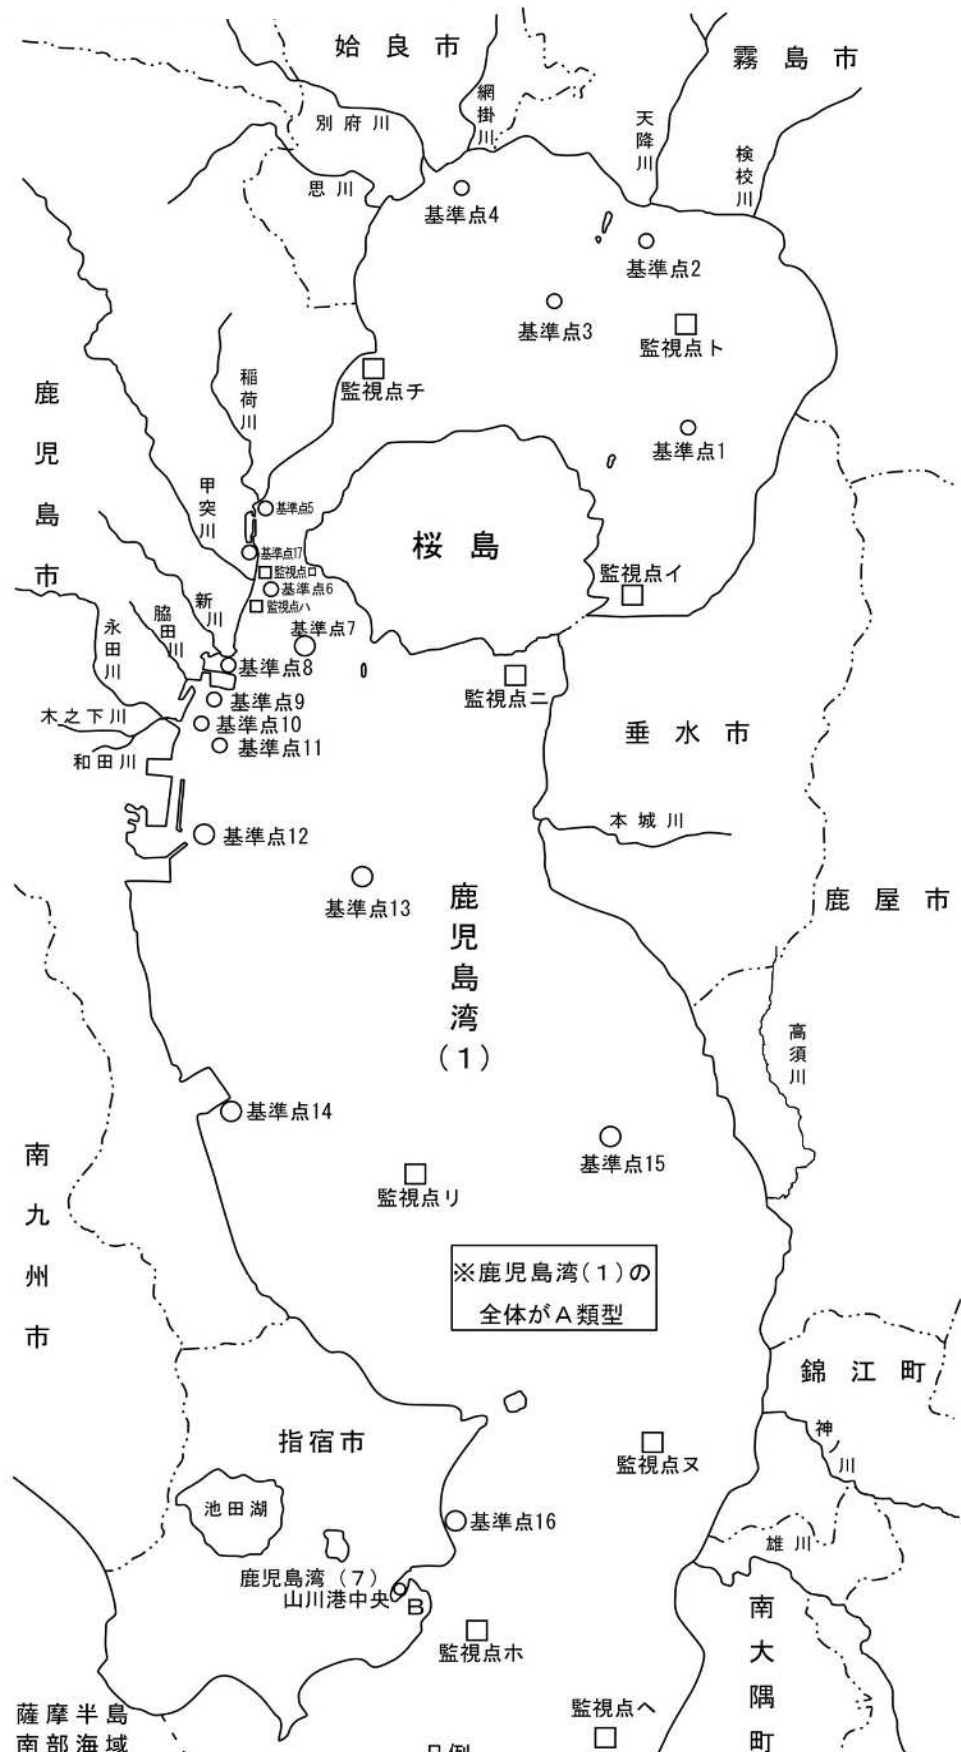 姶良市
霧島市
網掛川
別府川
天降川
検校川
思川
基準点4
基準点2
基準点3
監視点ト
監視点チ
稲荷川
鹿児島市
基準点1
甲突川
基準点5
桜島
基準点17
監視点ロ
監視点イ
基準点6
監視点ハ
新川
脇田川
永田川
基準点7
基準点8
監視点ニ
基準点9
木之下川
基準点10
垂水市
基準点11
和田川
本城川
基準点12
鹿屋市
基準点13
鹿児島湾
(1)
高須川
基準点14
基準点15
南九州市
監視点リ
※鹿児島湾(1)の
全体がA類型
錦江町
指宿市
神ノ川
監視点ヌ
池田湖
基準点16
雄川
鹿児島湾(7)
山川港中央
B
南大隅町
監視点ホ
監視点ヘ
薩摩半島
南部海域
凡例